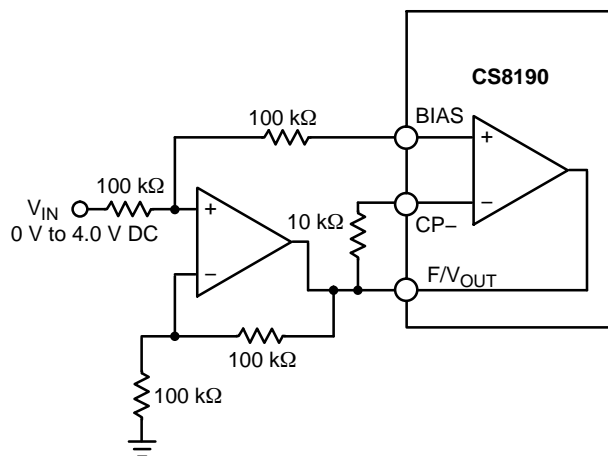 CS8190
100 kΩ
BIAS
+
100 kΩ
V_IN
0 V to 4.0 V DC
+
−
10 kΩ
−
CP−
F/V_OUT
100 kΩ
100 kΩ